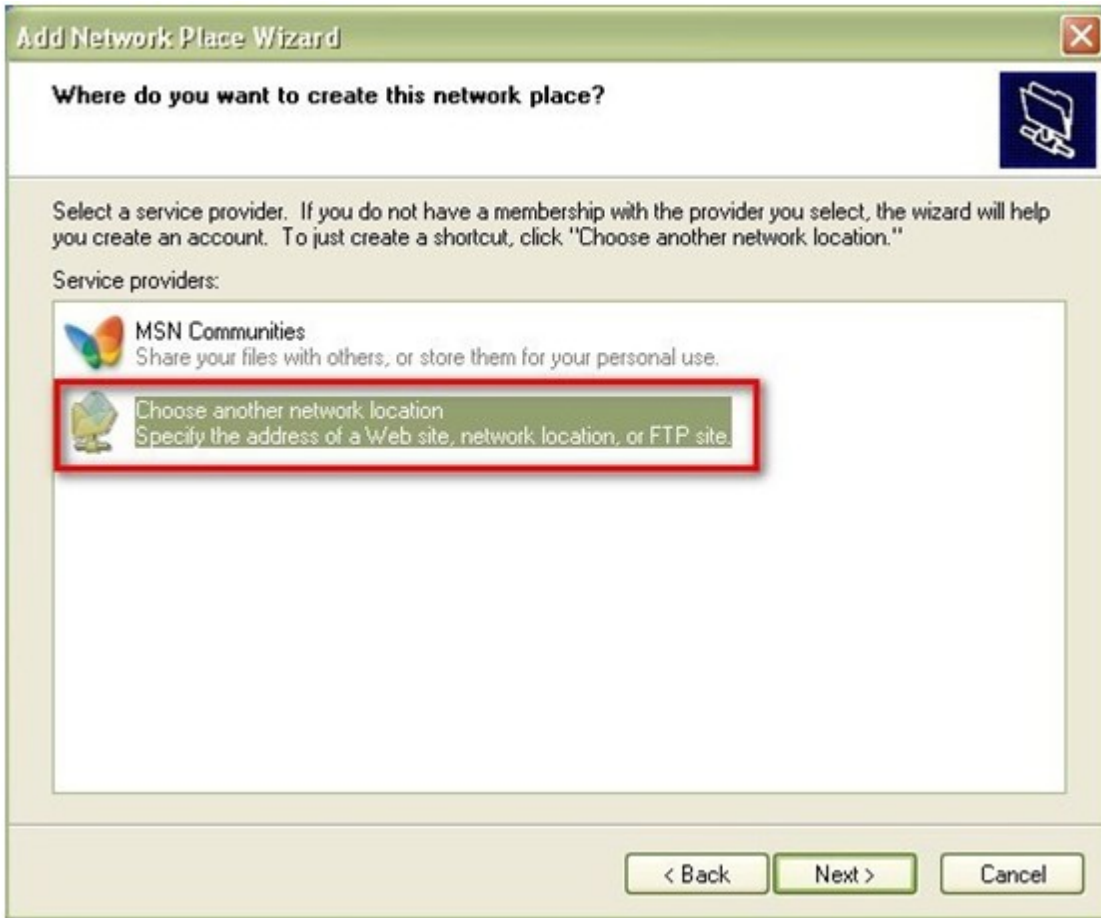 Add Network Place Wizard
Where do you want to create this network place?
Select a service provider.  If you do not have a membership with the provider you select, the wizard will help
you create an account.  To just create a shortcut, click "Choose another network location."
Service providers:
MSN Communities
Share your files with others, or store them for your personal use.
Choose another network location
Specify the address of a Web site, network location, or FTP site.
< Back
Next >
Cancel